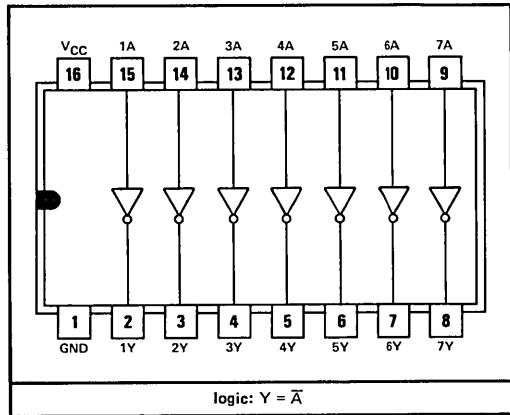 VCC 1A 2A 3A 4A 5A 6A 7A
16 15 14 13 12 11 10 9
1 2 3 4 5 6 7 8
GND 1Y 2Y 3Y 4Y 5Y 6Y 7Y
logic: Y = A̅